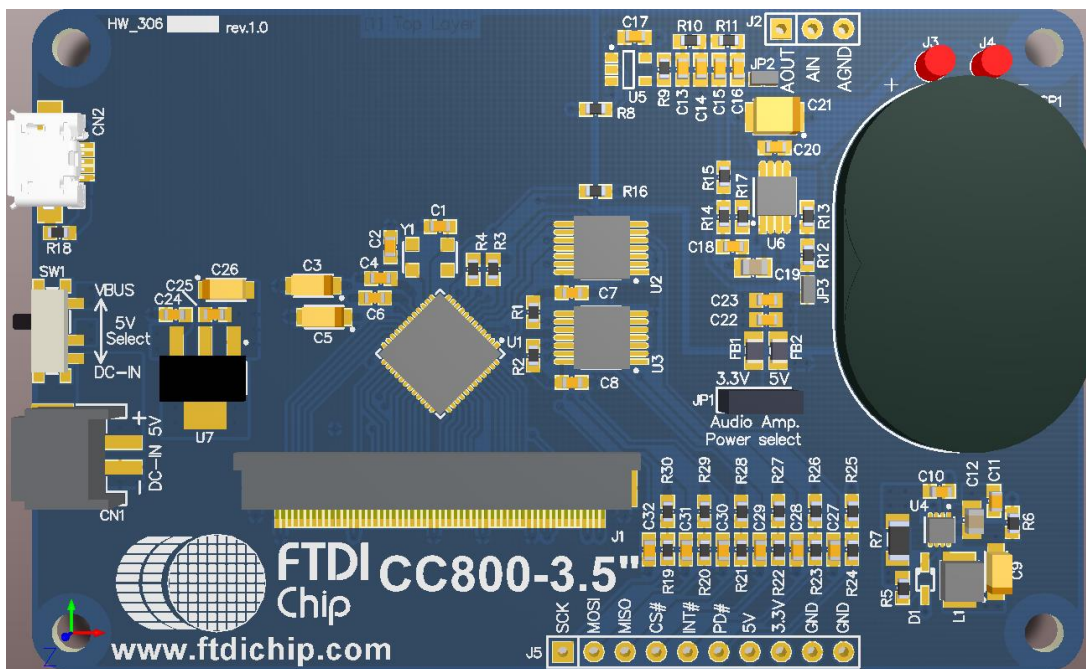 HW_306 rev.1.0
Top Layer
J2
AOUT
AIN
AGND
J3
J4
C17
R10
R11
JP2
U5
R9
C13
C14
C15
C16
C21
+
CN2
R8
C20
R18
R16
R15
R17
R14
R13
U6
C18
R12
C19
JP3
C1
Y1
C2
R4
R3
U2
SW1
VBUS
5V
Select
DC-IN
C25
C24
C26
C3
C4
C6
C5
C7
C23
C22
R1
U1
R2
U3
C8
FB1
FB2
3.3V 5V
JP1
Audio Amp.
Power select
U7
+
5V
DC-IN
CN1
R30
R29
R28
R27
R26
R25
C32
C31
C30
C29
C28
C27
J1
R19
R20
R21
R22
R23
R24
C10
C12
C11
U4
R7
R6
R5
D1
L1
C9
FTDI
Chip
CC800-3.5"
www.ftdichip.com
J5
SCK
MOSI
MISO
CS#
INT#
PD#
5V
3.3V
GND
GND
Z